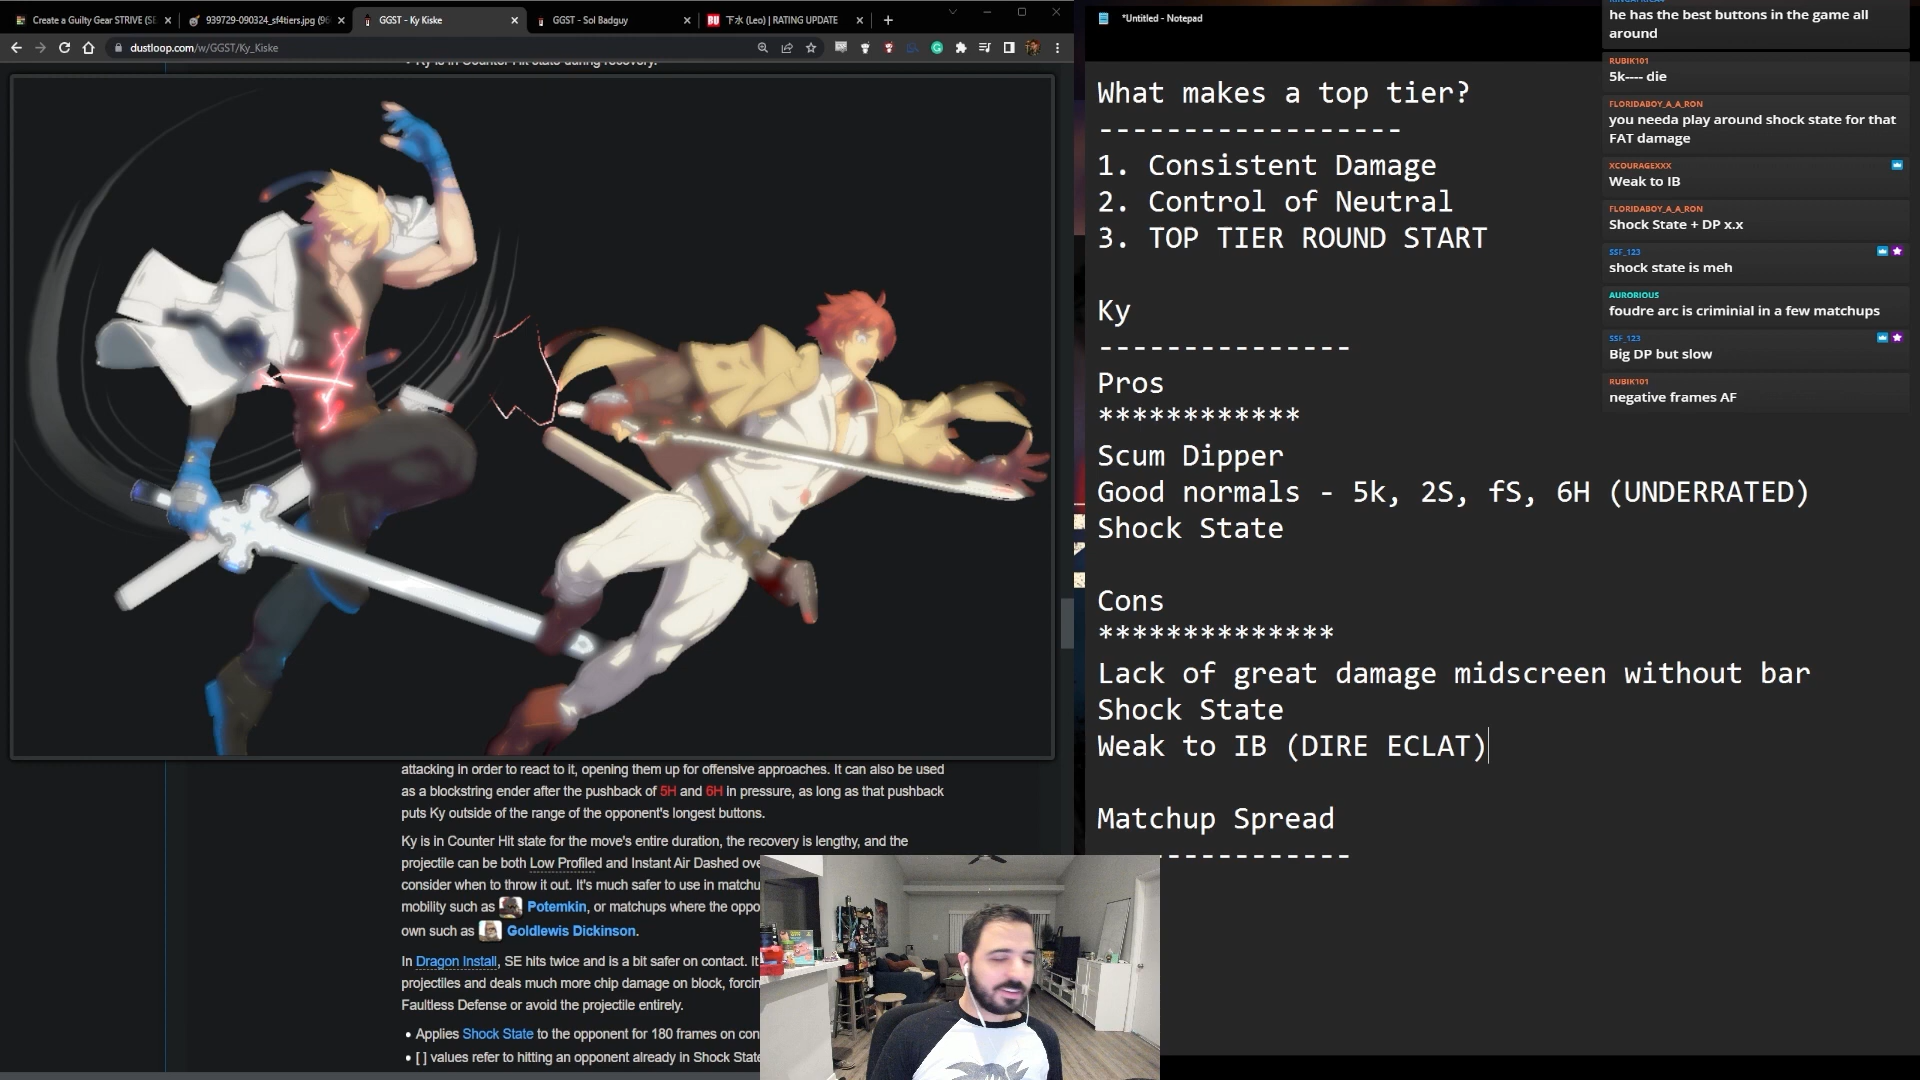 Create a Guilty Gear STRIVE (SE
939729-090324_sf4tiers.jpg (96
GGST - Ky Kiske
GGST - Sol Badguy
下水 (Leo) | RATING UPDATE
dustloop.com/w/GGST/Ky_Kiske
Ky is in Counter Hit state during recovery.
attacking in order to react to it, opening them up for offensive approaches. It can also be used
as a blockstring ender after the pushback of 5H and 6H in pressure, as long as that pushback
puts Ky outside of the range of the opponent's longest buttons.
Ky is in Counter Hit state for the move's entire duration, the recovery is lengthy, and the
projectile can be both Low Profiled and Instant Air Dashed ove
consider when to throw it out. It's much safer to use in matchu
mobility such as Potemkin, or matchups where the oppo
own such as Goldlewis Dickinson.
In Dragon Install, SE hits twice and is a bit safer on contact. It
projectiles and deals much more chip damage on block, forcin
Faultless Defense or avoid the projectile entirely.
• Applies Shock State to the opponent for 180 frames on con
• [ ] values refer to hitting an opponent already in Shock State
*Untitled - Notepad
What makes a top tier?
------------------
1. Consistent Damage
2. Control of Neutral
3. TOP TIER ROUND START
Ky
---------------
Pros
************
Scum Dipper
Good normals - 5k, 2S, fS, 6H (UNDERRATED)
Shock State
Cons
**************
Lack of great damage midscreen without bar
Shock State
Weak to IB (DIRE ECLAT)
Matchup Spread
------------
he has the best buttons in the game all
around
RUBIK101
5k---- die
FLORIDABOY_A_A_RON
you needa play around shock state for that
FAT damage
XCOURAGEXXX
Weak to IB
FLORIDABOY_A_A_RON
Shock State + DP x.x
SSF_123
shock state is meh
AURORIOUS
foudre arc is criminial in a few matchups
SSF_123
Big DP but slow
RUBIK101
negative frames AF